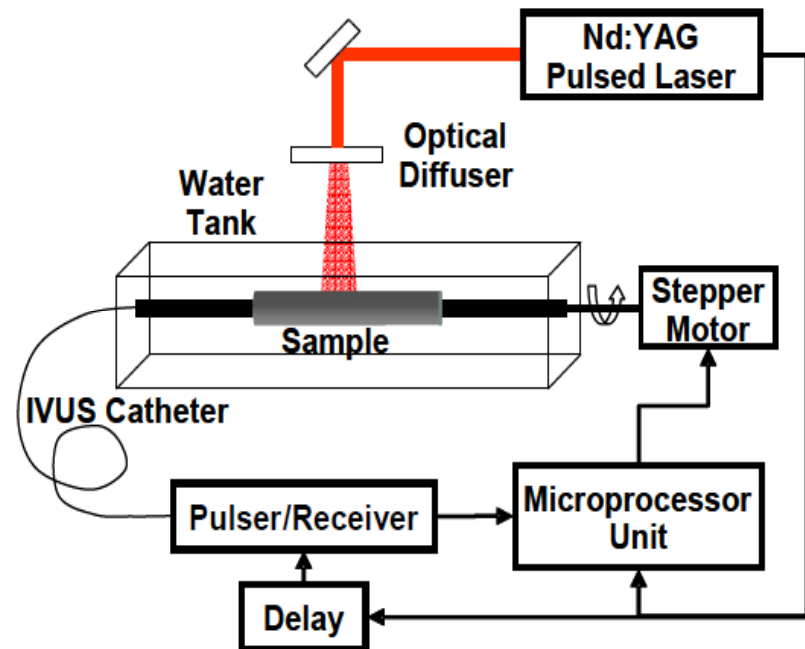 Nd:YAG
Pulsed Laser
Optical
Diffuser
Water
Tank
Stepper
Motor
Sample
IVUS Catheter
Pulser/Receiver
Microprocessor
Unit
Delay